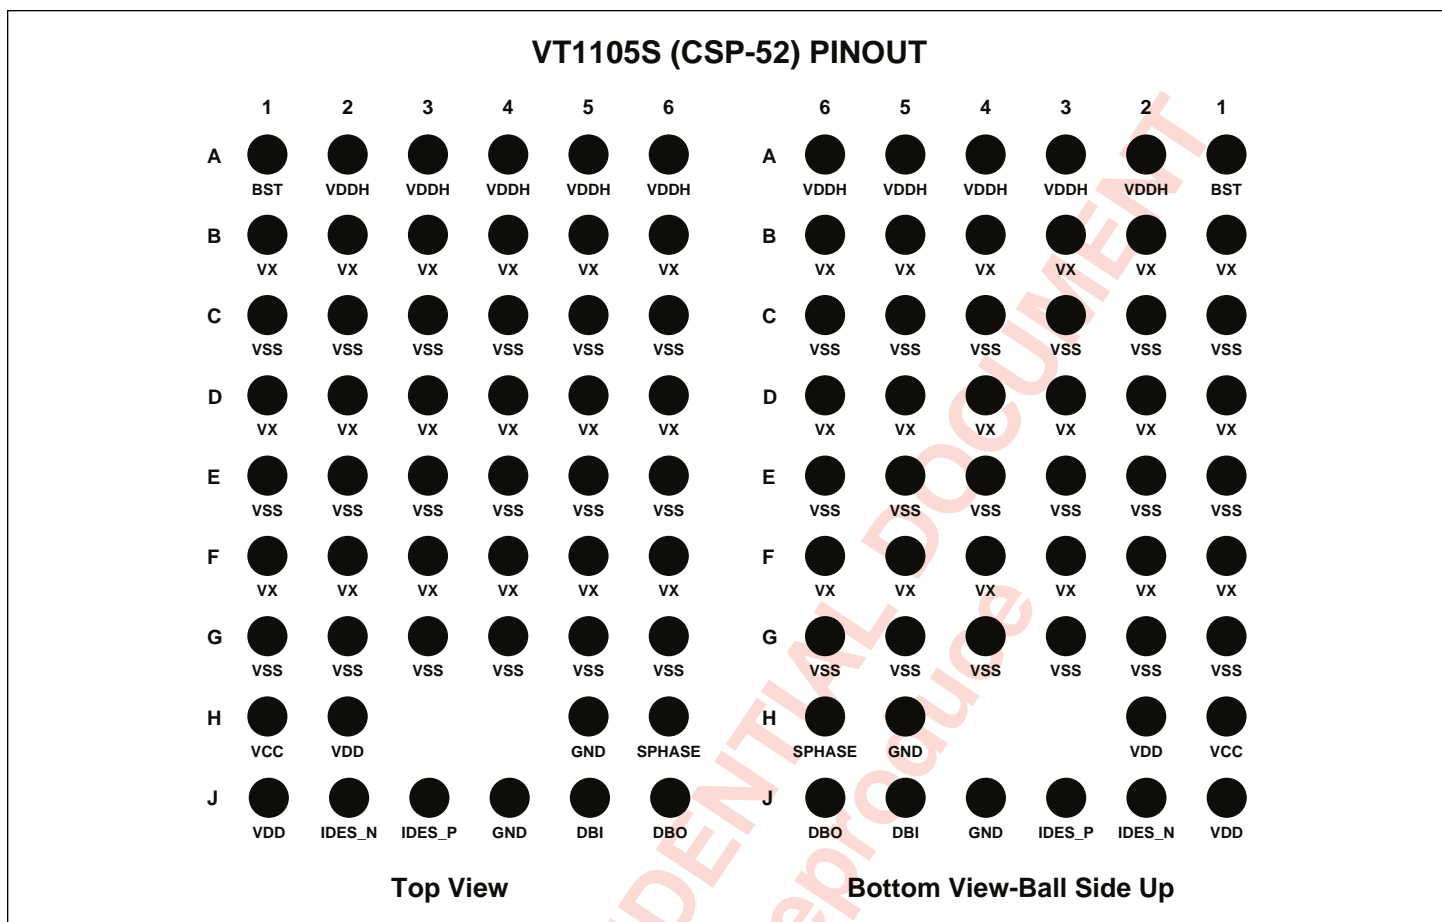 VT1105S (CSP-52) PINOUT
1 2 3 4 5 6 6 5 4 3 2 1
A A
BST VDDH VDDH VDDH VDDH VDDH VDDH VDDH VDDH VDDH VDDH BST
B B
VX VX VX VX VX VX VX VX VX VX VX VX
C C
VSS VSS VSS VSS VSS VSS VSS VSS VSS VSS VSS VSS
D D
VX VX VX VX VX VX VX VX VX VX VX VX
E E
VSS VSS VSS VSS VSS VSS VSS VSS VSS VSS VSS VSS
F F
VX VX VX VX VX VX VX VX VX VX VX VX
G G
VSS VSS VSS VSS VSS VSS VSS VSS VSS VSS VSS VSS
H H
VCC VDD GND SPHASE SPHASE GND VDD VCC
J J
VDD IDES_N IDES_P GND DBI DBO DBO DBI GND IDES_P IDES_N VDD
Top View Bottom View-Ball Side Up
DENTIAL DOCUMENT
eproduce